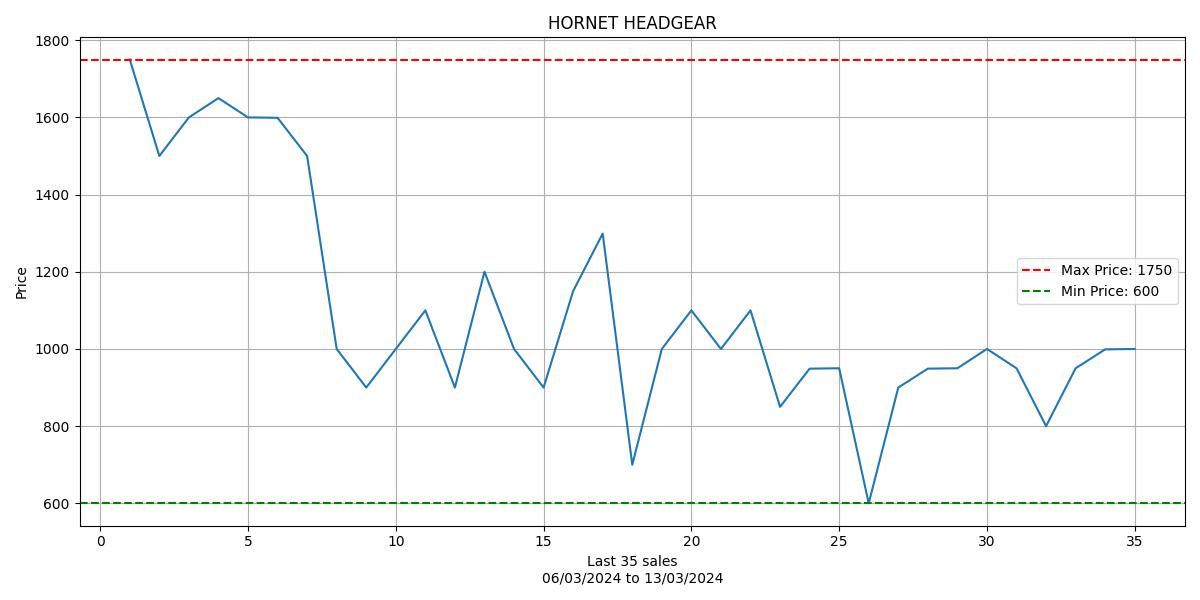 HORNET HEADGEAR
1800
1600
1400
1200
1000
800
600
Price
Max Price: 1750
Min Price: 600
0 5 10 15 20 25 30 35
Last 35 sales
06/03/2024 to 13/03/2024